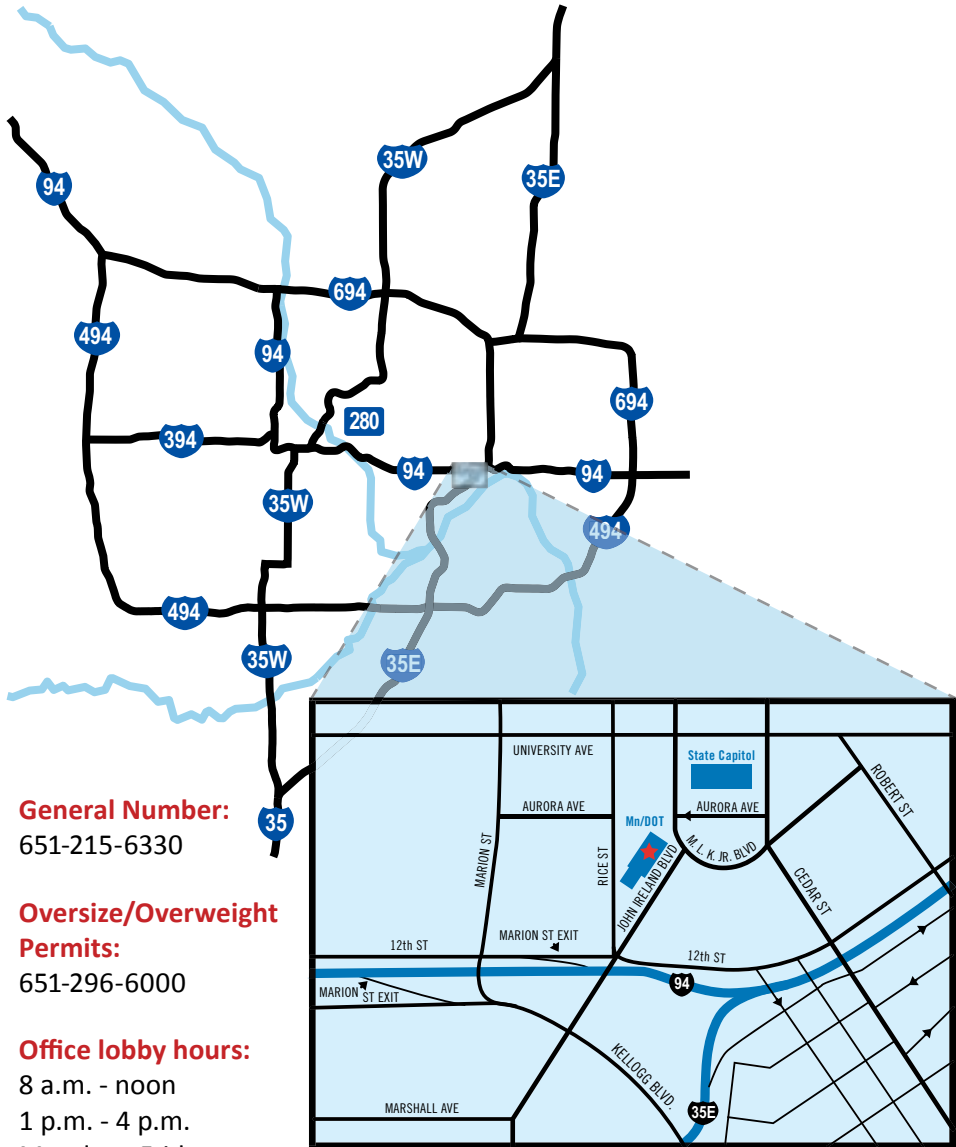 35W
35E
94
694
494
94
694
280
394
94
94
35W
494
494
35W
35E
35
General Number:
651-215-6330
Oversize/Overweight
Permits:
651-296-6000
Office lobby hours:
8 a.m. - noon
1 p.m. - 4 p.m.
UNIVERSITY AVE
State Capitol
ROBERT ST
AURORA AVE
AURORA AVE
Mn/DOT
MARION ST
RICE ST
JOHN IRELAND BLVD
M. L. K. JR. BLVD
CEDAR ST
12th ST
MARION ST EXIT
12th ST
MARION
ST EXIT
94
KELLOGG BLVD.
35E
MARSHALL AVE